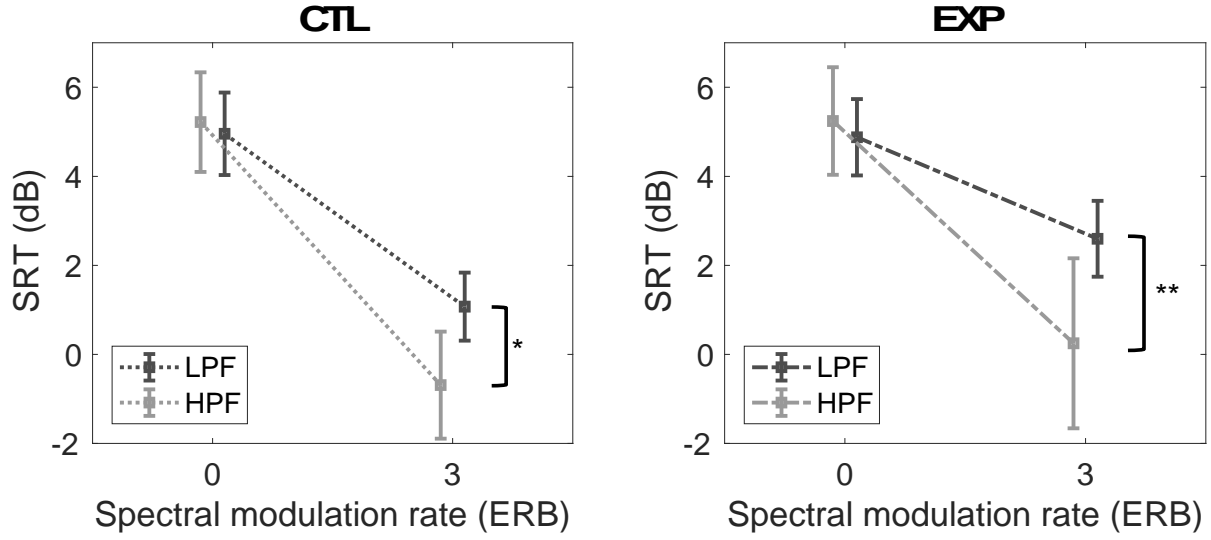 CTL
SRT (dB)
6
4
2
0
-2
LPF
HPF
*
0
3
Spectral modulation rate (ERB)
EXP
SRT (dB)
6
4
2
0
-2
LPF
HPF
**
0
3
Spectral modulation rate (ERB)